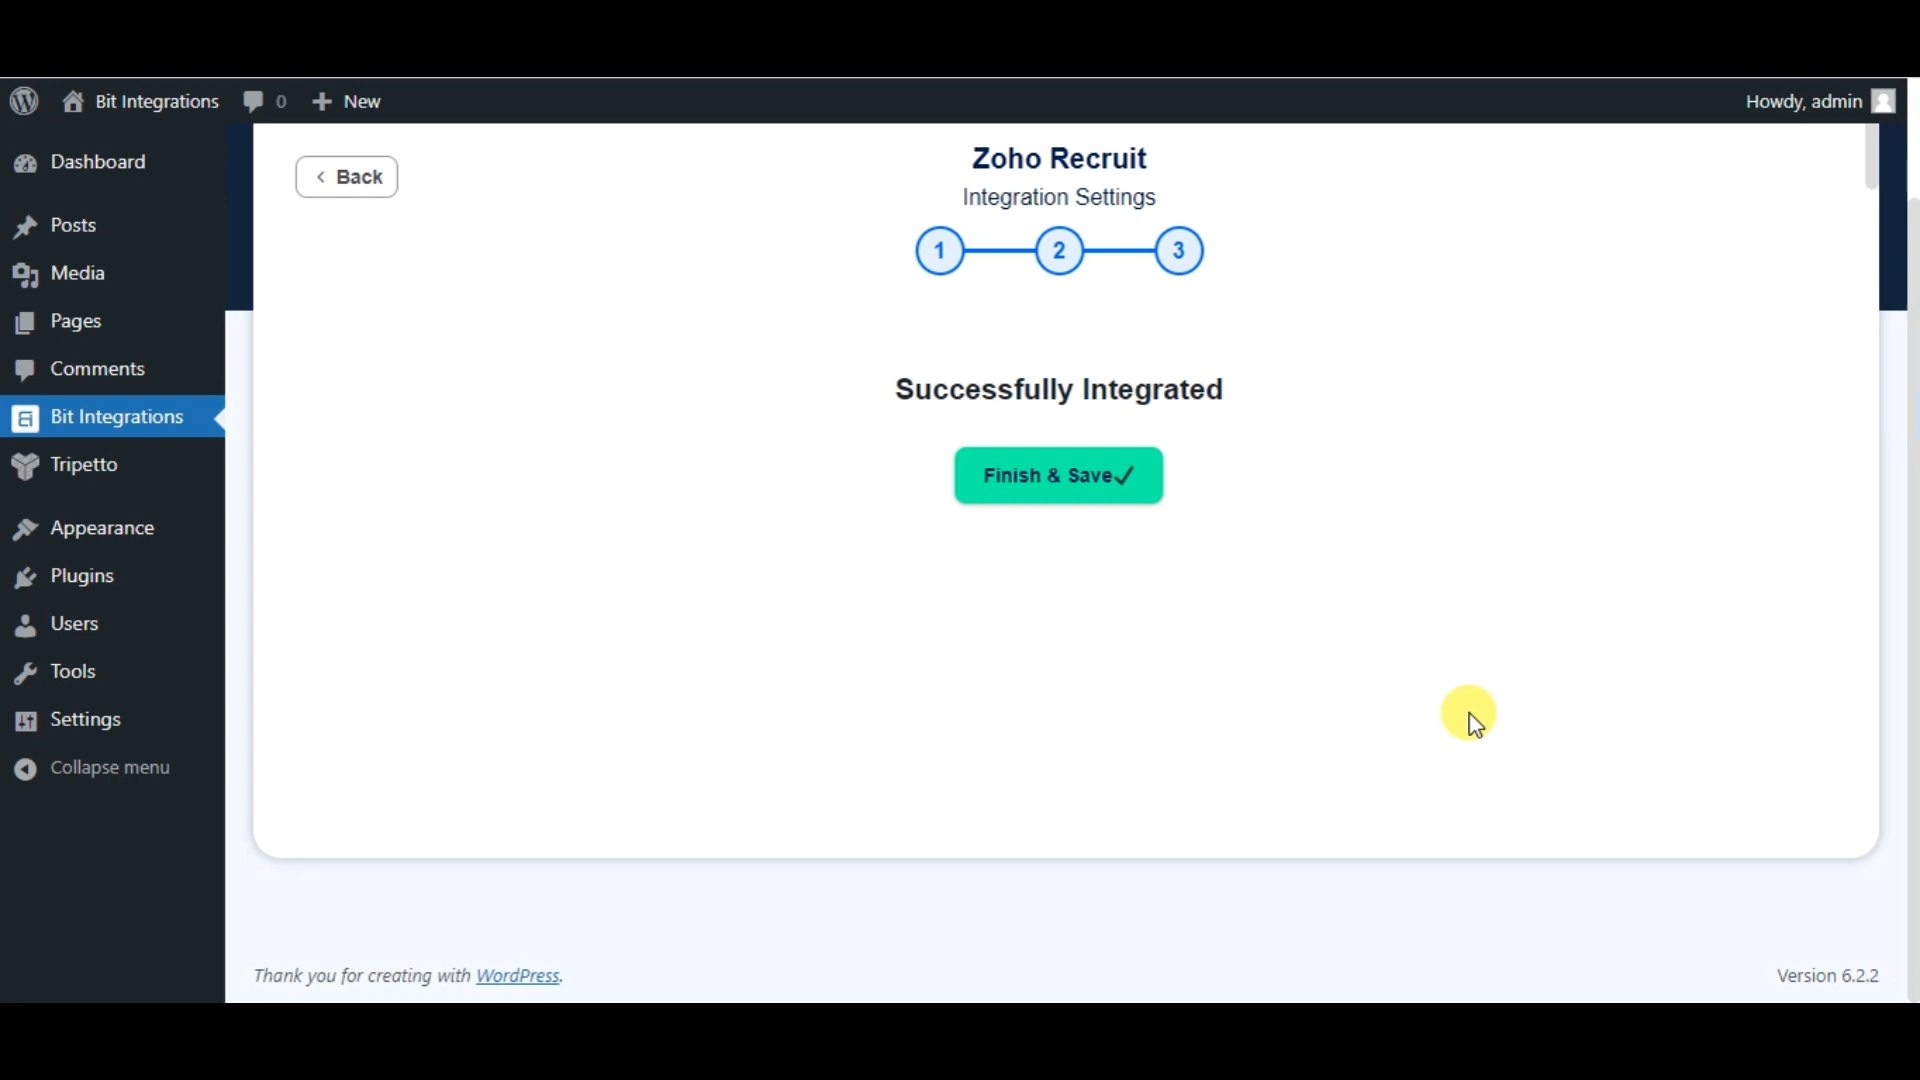 Bit Integrations 0 New Howdy, admin
Dashboard
Posts
Media
Pages
Comments
Bit Integrations
Tripetto
Appearance
Plugins
Users
Tools
Settings
Collapse menu
Back
Zoho Recruit
Integration Settings
1 2 3
Successfully Integrated
Finish & Save
Thank you for creating with WordPress.
Version 6.2.2